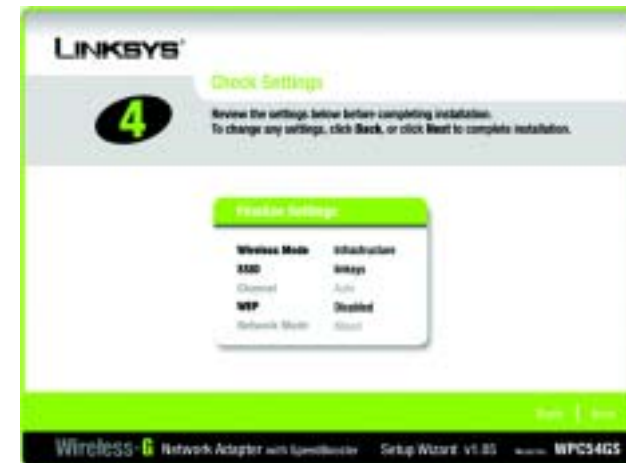 LINKSYS®
Check Settings
4
Review the settings below before completing installation.
To change any settings, click Back, or click Next to complete installation.
Settings
Wireless Mode Infrastructure
SSID linksys
Channel Auto
WEP Disabled
Network Mode Mixed
Back | Next
Wireless-G Network Adapter with SpeedBooster Setup Wizard v1.05 WPC54GS